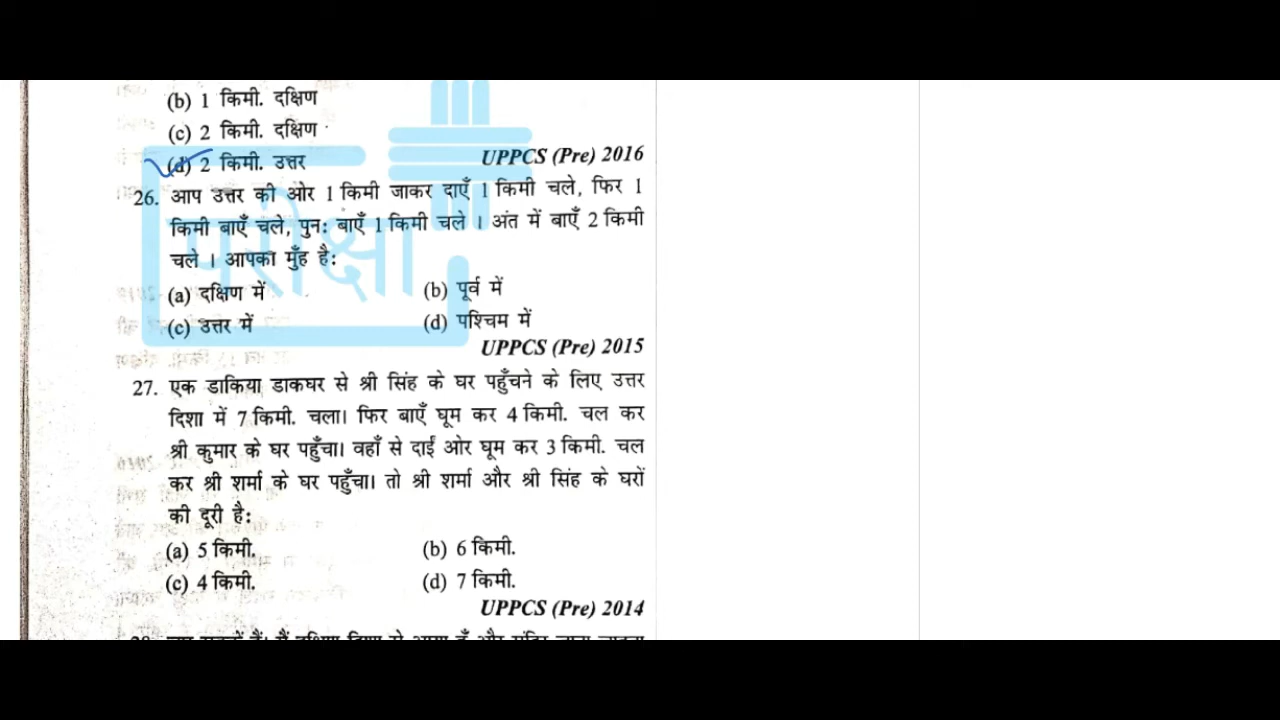 (b) 1 किमी. दक्षिण
(c) 2 किमी. दक्षिण
(d) 2 किमी. उत्तर
UPPCS (Pre) 2016
26. आप उत्तर की ओर 1 किमी जाकर दाएँ 1 किमी चले, फिर 1
किमी बाएँ चले, पुन: बाएँ 1 किमी चले । अंत में बाएँ 2 किमी
चले । आपका मुँह है:
(a) दक्षिण में (b) पूर्व में
(c) उत्तर में (d) पश्चिम में
UPPCS (Pre) 2015
27. एक डाकिया डाकघर से श्री सिंह के घर पहुँचने के लिए उत्तर
दिशा में 7 किमी. चला। फिर बाएँ घूम कर 4 किमी. चल कर
श्री कुमार के घर पहुँचा। वहाँ से दाईं ओर घूम कर 3 किमी. चल
कर श्री शर्मा के घर पहुँचा। तो श्री शर्मा और श्री सिंह के घरों
की दूरी है:
(a) 5 किमी. (b) 6 किमी.
(c) 4 किमी. (d) 7 किमी.
UPPCS (Pre) 2014
परीक्षा